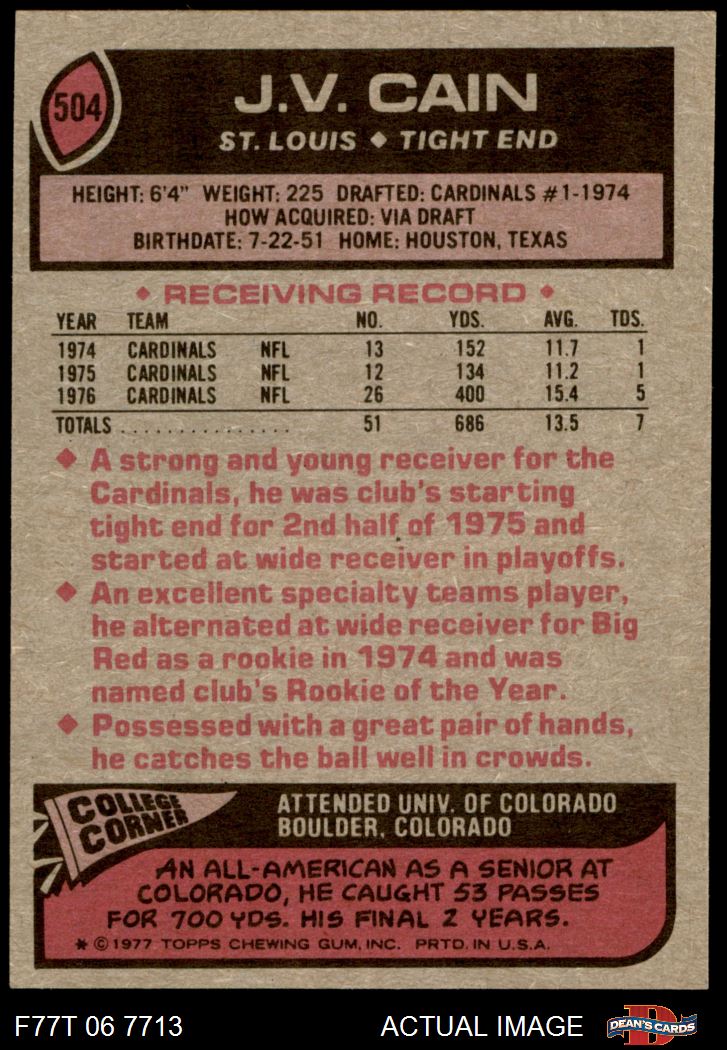 504
J.V. CAIN
ST. LOUIS ◆ TIGHT END
HEIGHT: 6'4" WEIGHT: 225 DRAFTED: CARDINALS #1-1974
HOW ACQUIRED: VIA DRAFT
BIRTHDATE: 7-22-51 HOME: HOUSTON, TEXAS
◆ RECEIVING RECORD ◆
YEAR TEAM NO. YDS. AVG. TDS.
1974 CARDINALS NFL 13 152 11.7 1
1975 CARDINALS NFL 12 134 11.2 1
1976 CARDINALS NFL 26 400 15.4 5
TOTALS . . . . . . . . . . . . . . . 51 686 13.5 7
◆ A strong and young receiver for the
Cardinals, he was club's starting
tight end for 2nd half of 1975 and
started at wide receiver in playoffs.
◆ An excellent specialty teams player,
he alternated at wide receiver for Big
Red as a rookie in 1974 and was
named club's Rookie of the Year.
◆ Possessed with a great pair of hands,
he catches the ball well in crowds.
COLLEGE
CORNER
ATTENDED UNIV. OF COLORADO
BOULDER, COLORADO
AN ALL-AMERICAN AS A SENIOR AT
COLORADO, HE CAUGHT 53 PASSES
FOR 700 YDS. HIS FINAL 2 YEARS.
* © 1977 TOPPS CHEWING GUM, INC. PRTD. IN U.S.A.
F77T 06 7713 ACTUAL IMAGE
D
DEAN'S CARDS